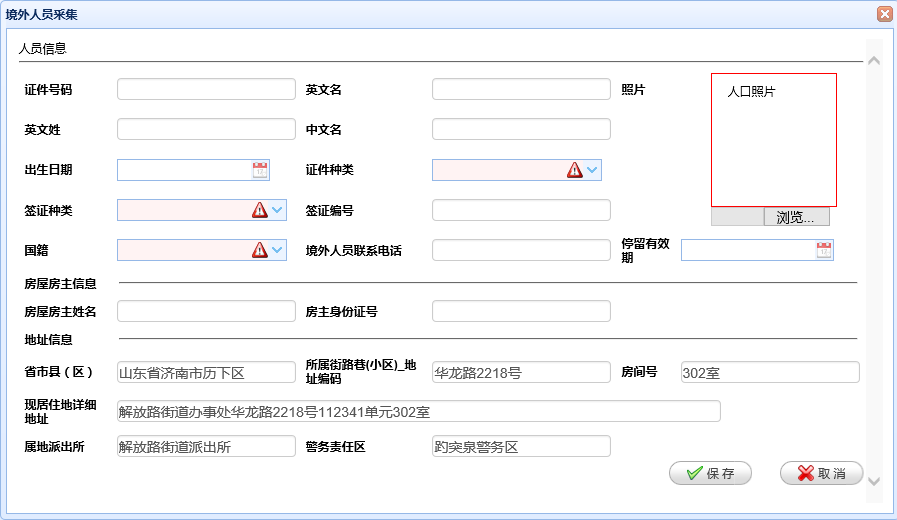 境外人员采集
人员信息
证件号码 英文名 照片 人口照片
英文姓 中文名
出生日期 证件种类
签证种类 签证编号 浏览...
国籍 境外人员联系电话 停留有效
期
房屋房主信息
房屋房主姓名 房主身份证号
地址信息
省市县（区） 山东省济南市历下区 所属街路巷(小区)_地
址编码 华龙路2218号 房间号 302室
现居住地详细
地址 解放路街道办事处华龙路2218号112341单元302室
属地派出所 解放路街道派出所 警务责任区 趵突泉警务区
保存 取消